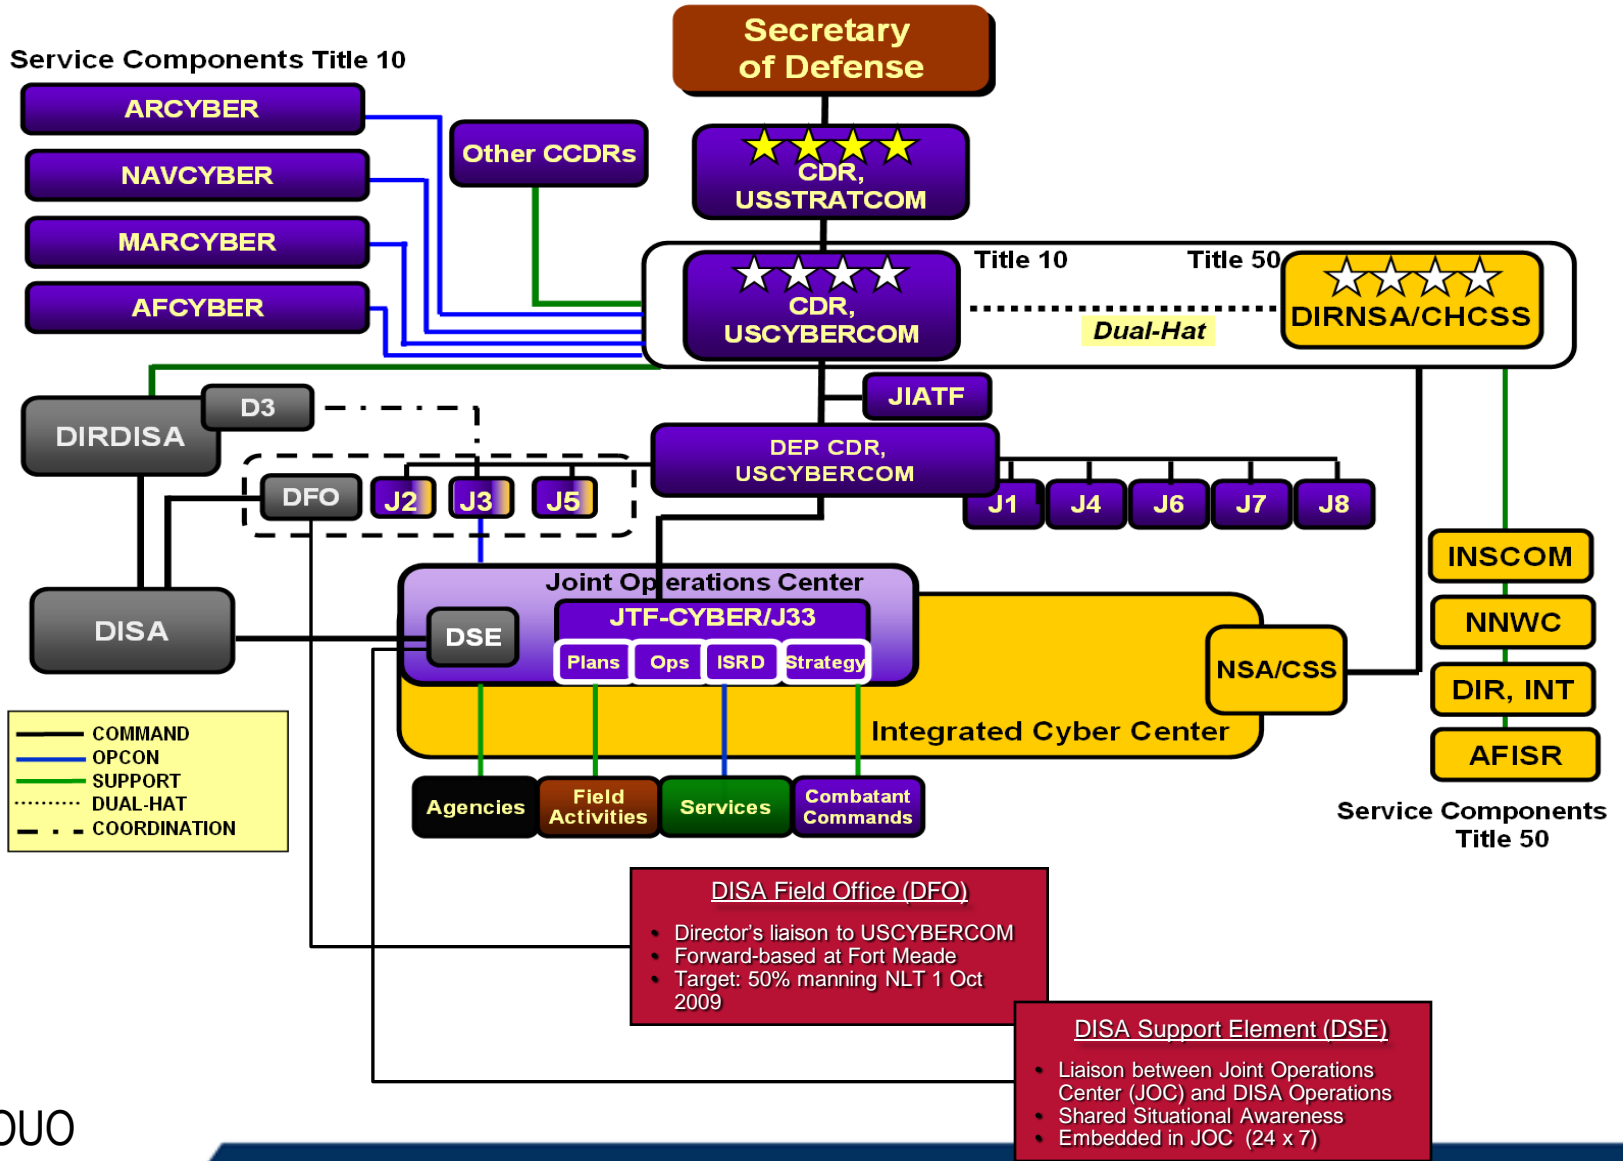 Secretary
of Defense
Service Components Title 10
ARCYBER
NAVCYBER
MARCYBER
AFCYBER
Other CCDRs
CDR,
USSTRATCOM
CDR,
USCYBERCOM
Title 10
Title 50
Dual-Hat
DIRNSA/CHCSS
D3
DIRDISA
JIATF
DEP CDR,
USCYBERCOM
DFO
J2
J3
J5
J1
J4
J6
J7
J8
DISA
Joint Operations Center
DSE
JTF-CYBER/J33
Plans
Ops
ISRD
Strategy
NSA/CSS
Integrated Cyber Center
INSCOM
NNWC
DIR, INT
AFISR
Service Components
Title 50
COMMAND
OPCON
SUPPORT
DUAL-HAT
COORDINATION
Agencies
Field
Activities
Services
Combatant
Commands
DISA Field Office (DFO)
• Director's liaison to USCYBERCOM
• Forward-based at Fort Meade
• Target: 50% manning NLT 1 Oct
2009
DISA Support Element (DSE)
• Liaison between Joint Operations
Center (JOC) and DISA Operations
• Shared Situational Awareness
• Embedded in JOC (24 x 7)
OUO